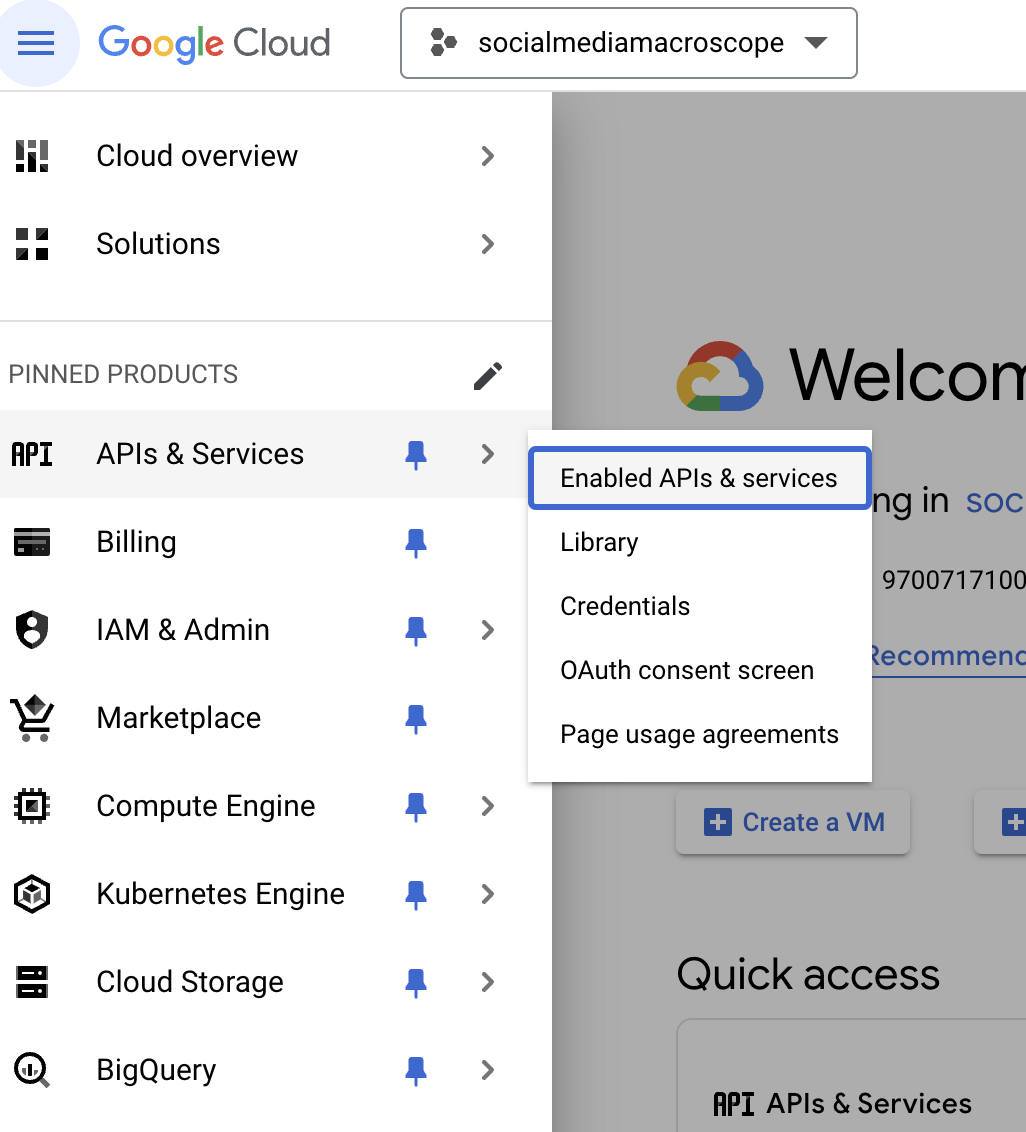 Google Cloud
socialmediamacroscope
Cloud overview
Solutions
PINNED PRODUCTS
API APIs & Services
Billing
IAM & Admin
Marketplace
Compute Engine
Kubernetes Engine
Cloud Storage
BigQuery
Enabled APIs & services
Library
Credentials
OAuth consent screen
Page usage agreements
Welcom
ng in soc
9700717100
Recommend
Create a VM
Quick access
API APIs & Services